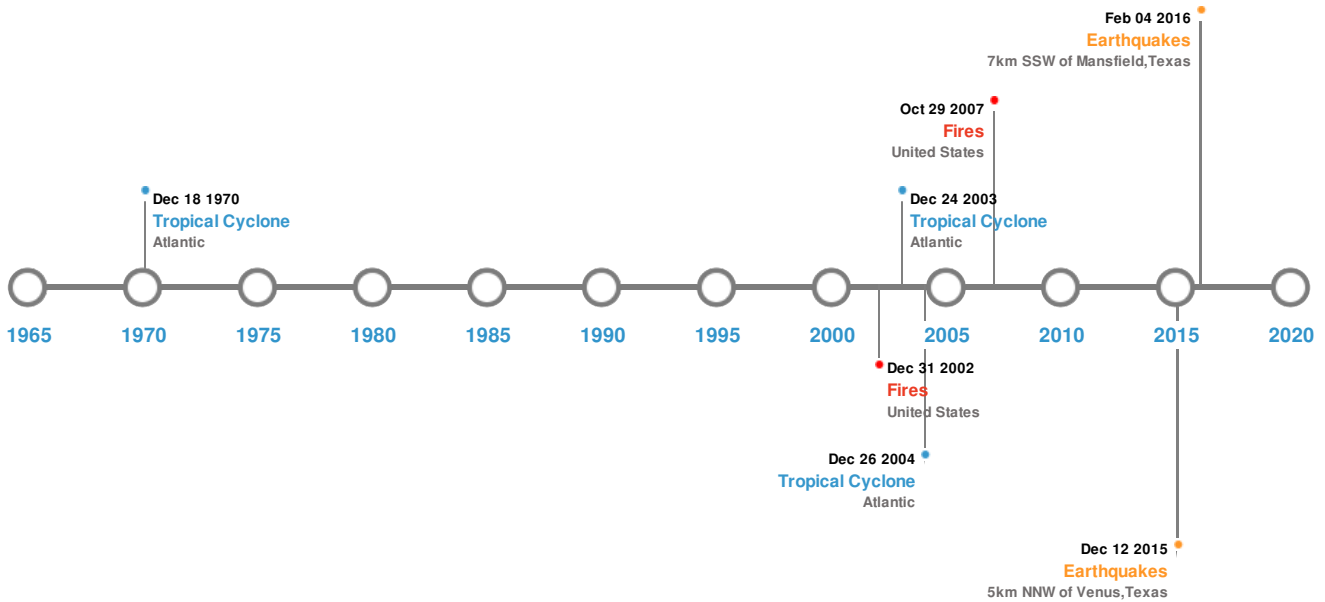 Feb 04 2016
Earthquakes
7km SSW of Mansfield,Texas
Oct 29 2007
Fires
United States
Dec 18 1970
Tropical Cyclone
Atlantic
Dec 24 2003
Tropical Cyclone
Atlantic
1965 1970 1975 1980 1985 1990 1995 2000 2005 2010 2015 2020
Dec 31 2002
Fires
United States
Dec 26 2004
Tropical Cyclone
Atlantic
Dec 12 2015
Earthquakes
5km NNW of Venus,Texas